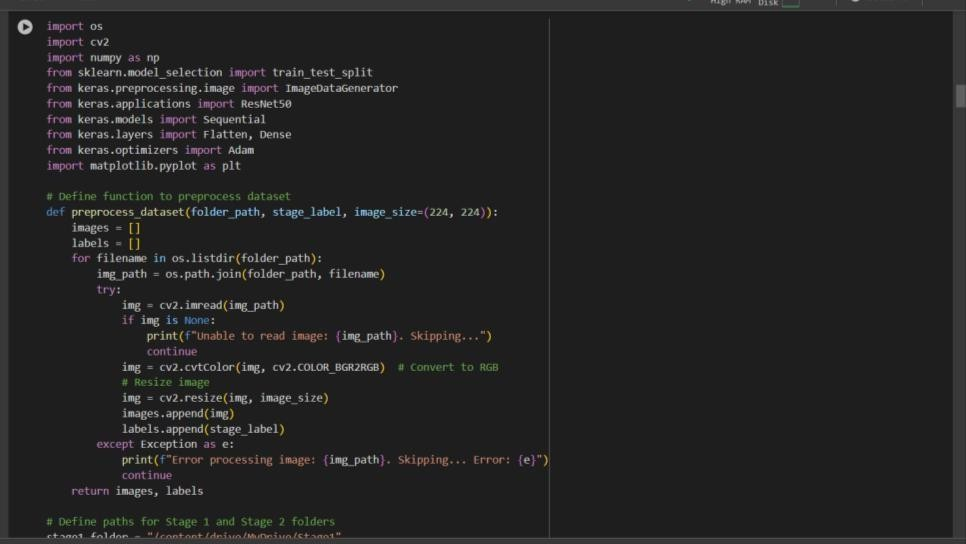 High RAM Disk
import os
import cv2
import numpy as np
from sklearn.model_selection import train_test_split
from keras.preprocessing.image import ImageDataGenerator
from keras.applications import ResNet50
from keras.models import Sequential
from keras.layers import Flatten, Dense
from keras.optimizers import Adam
import matplotlib.pyplot as plt

# Define function to preprocess dataset
def preprocess_dataset(folder_path, stage_label, image_size=(224, 224)):
    images = []
    labels = []
    for filename in os.listdir(folder_path):
        img_path = os.path.join(folder_path, filename)
        try:
            img = cv2.imread(img_path)
            if img is None:
                print(f"Unable to read image: {img_path}. Skipping...")
                continue
            img = cv2.cvtColor(img, cv2.COLOR_BGR2RGB)  # Convert to RGB
            # Resize image
            img = cv2.resize(img, image_size)
            images.append(img)
            labels.append(stage_label)
        except Exception as e:
            print(f"Error processing image: {img_path}. Skipping... Error: {e}")
            continue
    return images, labels

# Define paths for Stage 1 and Stage 2 folders
stage1_folder = "/content/drive/MyDrive/Stage1"